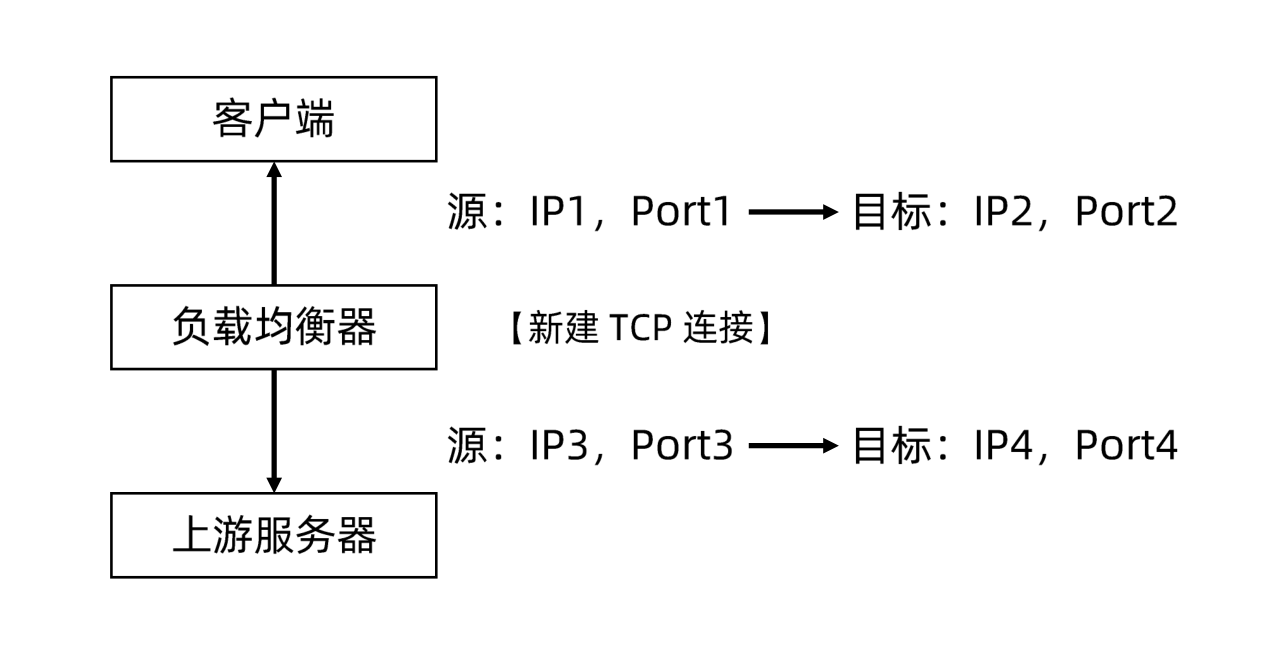 客户端
源：IP1，Port1 目标：IP2，Port2
负载均衡器
【新建 TCP 连接】
源：IP3，Port3 目标：IP4，Port4
上游服务器